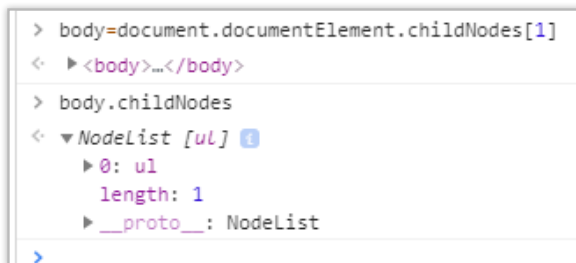 > body=document.documentElement.childNodes[1]
<· ▶<body>…</body>
> body.childNodes
<· ▼NodeList [ul] i
▶0: ul
length: 1
▶__proto__: NodeList
>